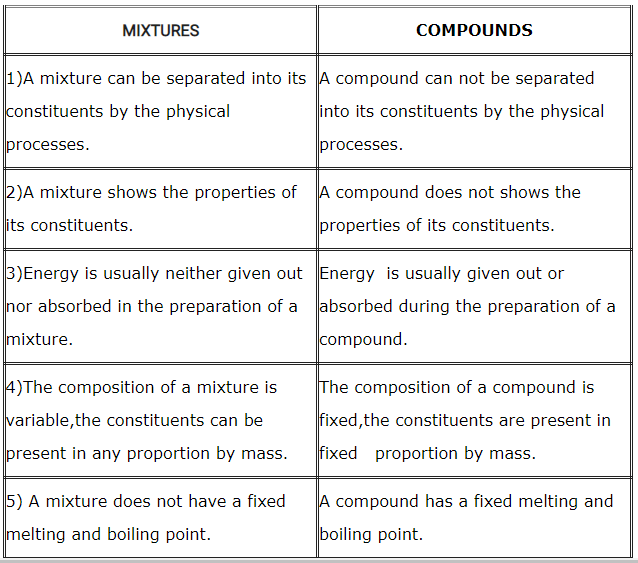 MIXTURES
COMPOUNDS
1)A mixture can be separated into its
constituents by the physical
processes.
A compound can not be separated
into its constituents by the physical
processes.
2)A mixture shows the properties of
its constituents.
A compound does not shows the
properties of its constituents.
3)Energy is usually neither given out
nor absorbed in the preparation of a
mixture.
Energy  is usually given out or
absorbed during the preparation of a
compound.
4)The composition of a mixture is
variable,the constituents can be
present in any proportion by mass.
The composition of a compound is
fixed,the constituents are present in
fixed   proportion by mass.
5) A mixture does not have a fixed
melting and boiling point.
A compound has a fixed melting and
boiling point.